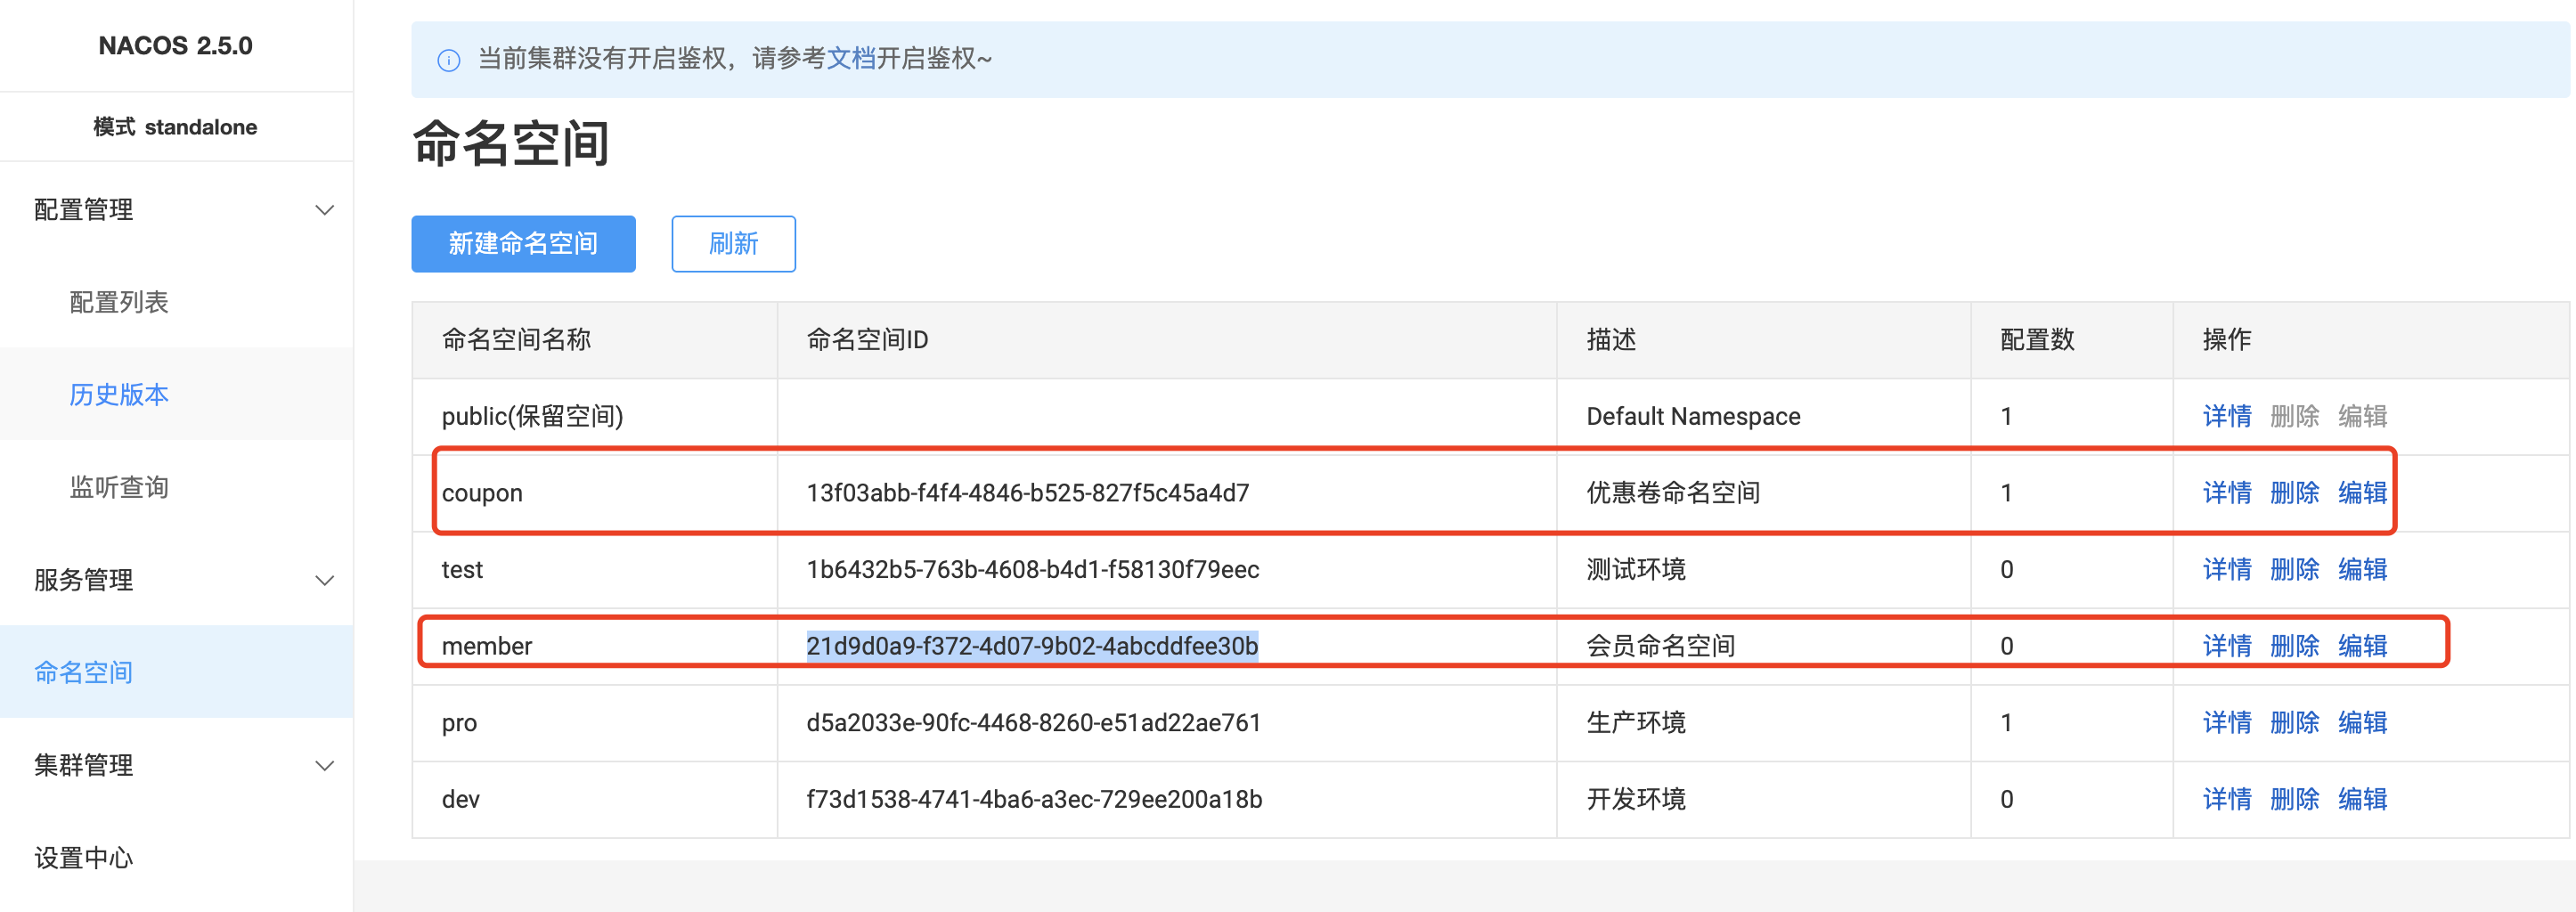 NACOS 2.5.0
模式 standalone
配置管理
配置列表
历史版本
监听查询
服务管理
命名空间
集群管理
设置中心
当前集群没有开启鉴权，请参考文档开启鉴权~
命名空间
新建命名空间 刷新
命名空间名称 命名空间ID 描述 配置数 操作
public(保留空间) Default Namespace 1 详情 删除 编辑
coupon 13f03abb-f4f4-4846-b525-827f5c45a4d7 优惠卷命名空间 1 详情 删除 编辑
test 1b6432b5-763b-4608-b4d1-f58130f79eec 测试环境 0 详情 删除 编辑
member 21d9d0a9-f372-4d07-9b02-4abcddfee30b 会员命名空间 0 详情 删除 编辑
pro d5a2033e-90fc-4468-8260-e51ad22ae761 生产环境 1 详情 删除 编辑
dev f73d1538-4741-4ba6-a3ec-729ee200a18b 开发环境 0 详情 删除 编辑